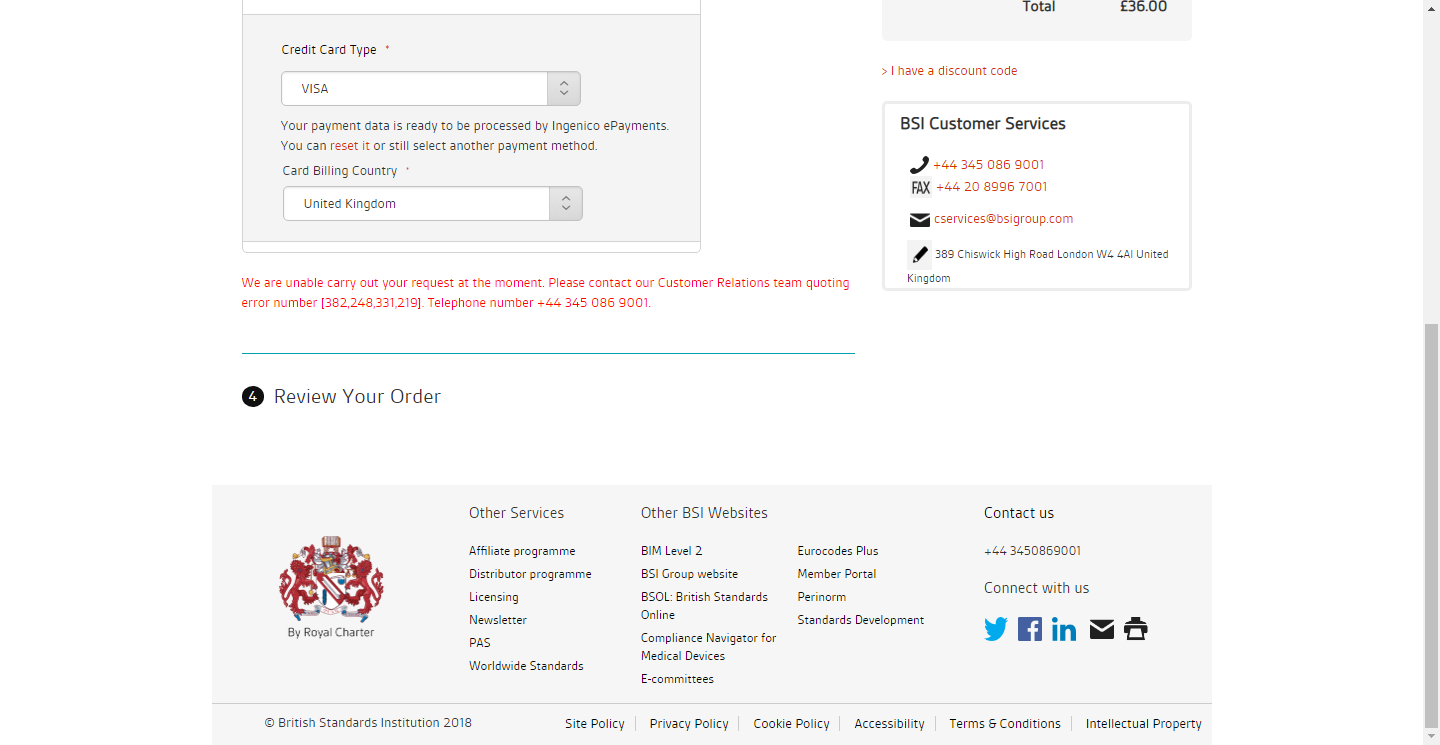 Total £36.00
Credit Card Type *
VISA
Your payment data is ready to be processed by Ingenico ePayments.
You can reset it or still select another payment method.
Card Billing Country *
United Kingdom
We are unable carry out your request at the moment. Please contact our Customer Relations team quoting
error number [382,248,331,219]. Telephone number +44 345 086 9001.
> I have a discount code
BSI Customer Services
+44 345 086 9001
FAX +44 20 8996 7001
cservices@bsigroup.com
389 Chiswick High Road London W4 4Al United
Kingdom
4 Review Your Order
By Royal Charter
Other Services
Affiliate programme
Distributor programme
Licensing
Newsletter
PAS
Worldwide Standards
Other BSI Websites
BIM Level 2
BSI Group website
BSOL: British Standards
Online
Compliance Navigator for
Medical Devices
E-committees
Eurocodes Plus
Member Portal
Perinorm
Standards Development
Contact us
+44 3450869001
Connect with us
© British Standards Institution 2018
Site Policy
Privacy Policy
Cookie Policy
Accessibility
Terms & Conditions
Intellectual Property